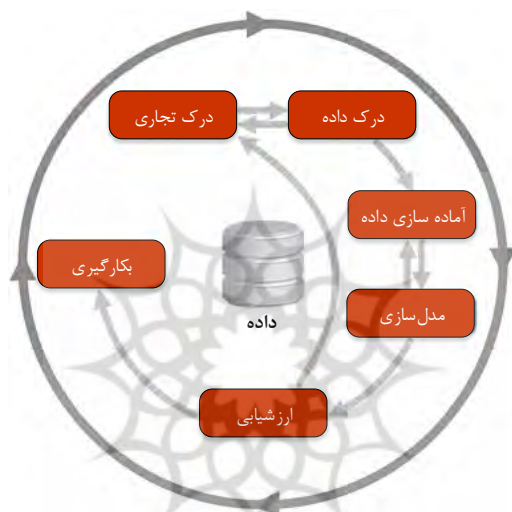 درک تجاری
درک داده
آماده سازی داده
مدل‌سازی
ارزشیابی
بکارگیری
داده